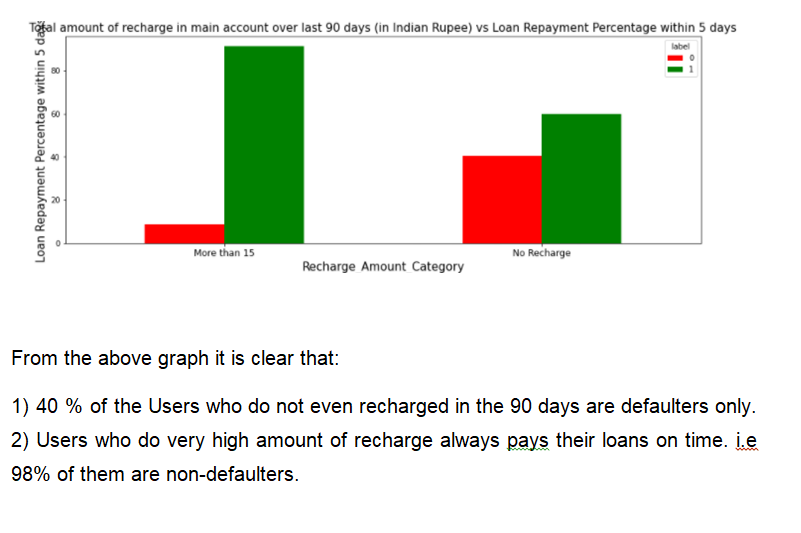 Total amount of recharge in main account over last 90 days (in Indian Rupee) vs Loan Repayment Percentage within 5 days
Loan Repayment Percentage within 5 days
80
60
40
20
0
label
0
1
More than 15
No Recharge
Recharge Amount Category
From the above graph it is clear that:
1) 40 % of the Users who do not even recharged in the 90 days are defaulters only.
2) Users who do very high amount of recharge always pays their loans on time. i.e
98% of them are non-defaulters.